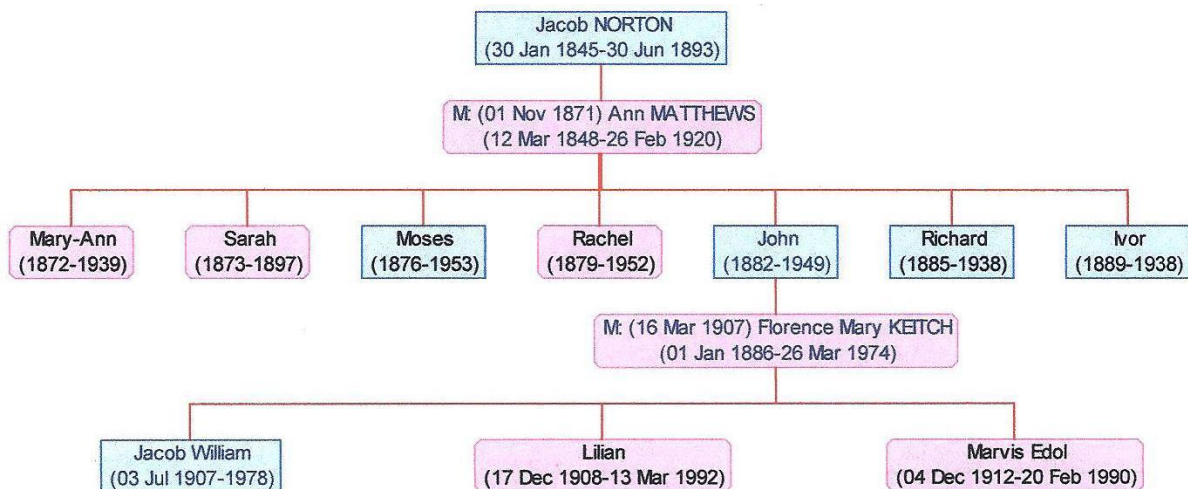 Jacob NORTON
(30 Jan 1845-30 Jun 1893)
M: (01 Nov 1871) Ann MATTHEWS
(12 Mar 1848-26 Feb 1920)
Mary-Ann
(1872-1939)
Sarah
(1873-1897)
Moses
(1876-1953)
Rachel
(1879-1952)
John
(1882-1949)
Richard
(1885-1938)
Ivor
(1889-1938)
M: (16 Mar 1907) Florence Mary KEITCH
(01 Jan 1886-26 Mar 1974)
Jacob William
(03 Jul 1907-1978)
Lilian
(17 Dec 1908-13 Mar 1992)
Marvis Edol
(04 Dec 1912-20 Feb 1990)